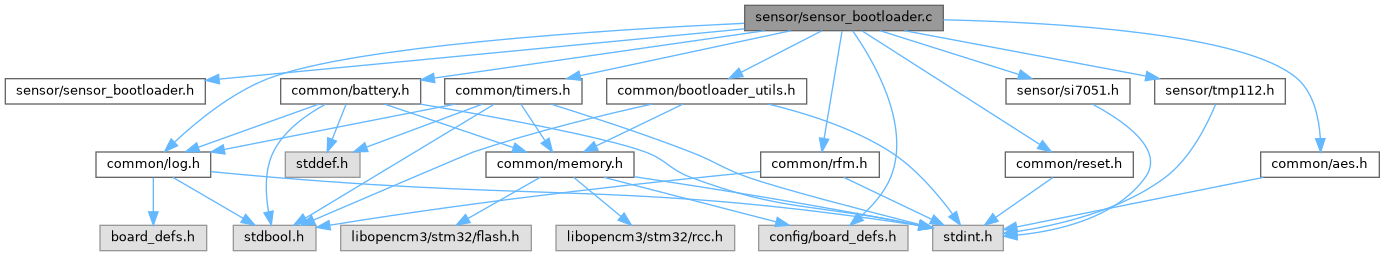 sensor/sensor_bootloader.c
sensor/sensor_bootloader.h
common/battery.h
common/timers.h
common/bootloader_utils.h
sensor/si7051.h
sensor/tmp112.h
common/log.h
stddef.h
common/memory.h
common/rfm.h
common/reset.h
common/aes.h
board_defs.h
stdbool.h
libopencm3/stm32/flash.h
libopencm3/stm32/rcc.h
config/board_defs.h
stdint.h